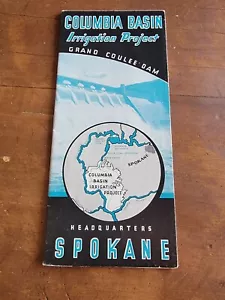 COLUMBIA BASIN
Irrigation Project
GRAND COULEE DAM
SPOKANE
COLUMBIA
BASIN
IRRIGATION
PROJECT
HEADQUARTERS
SPOKANE